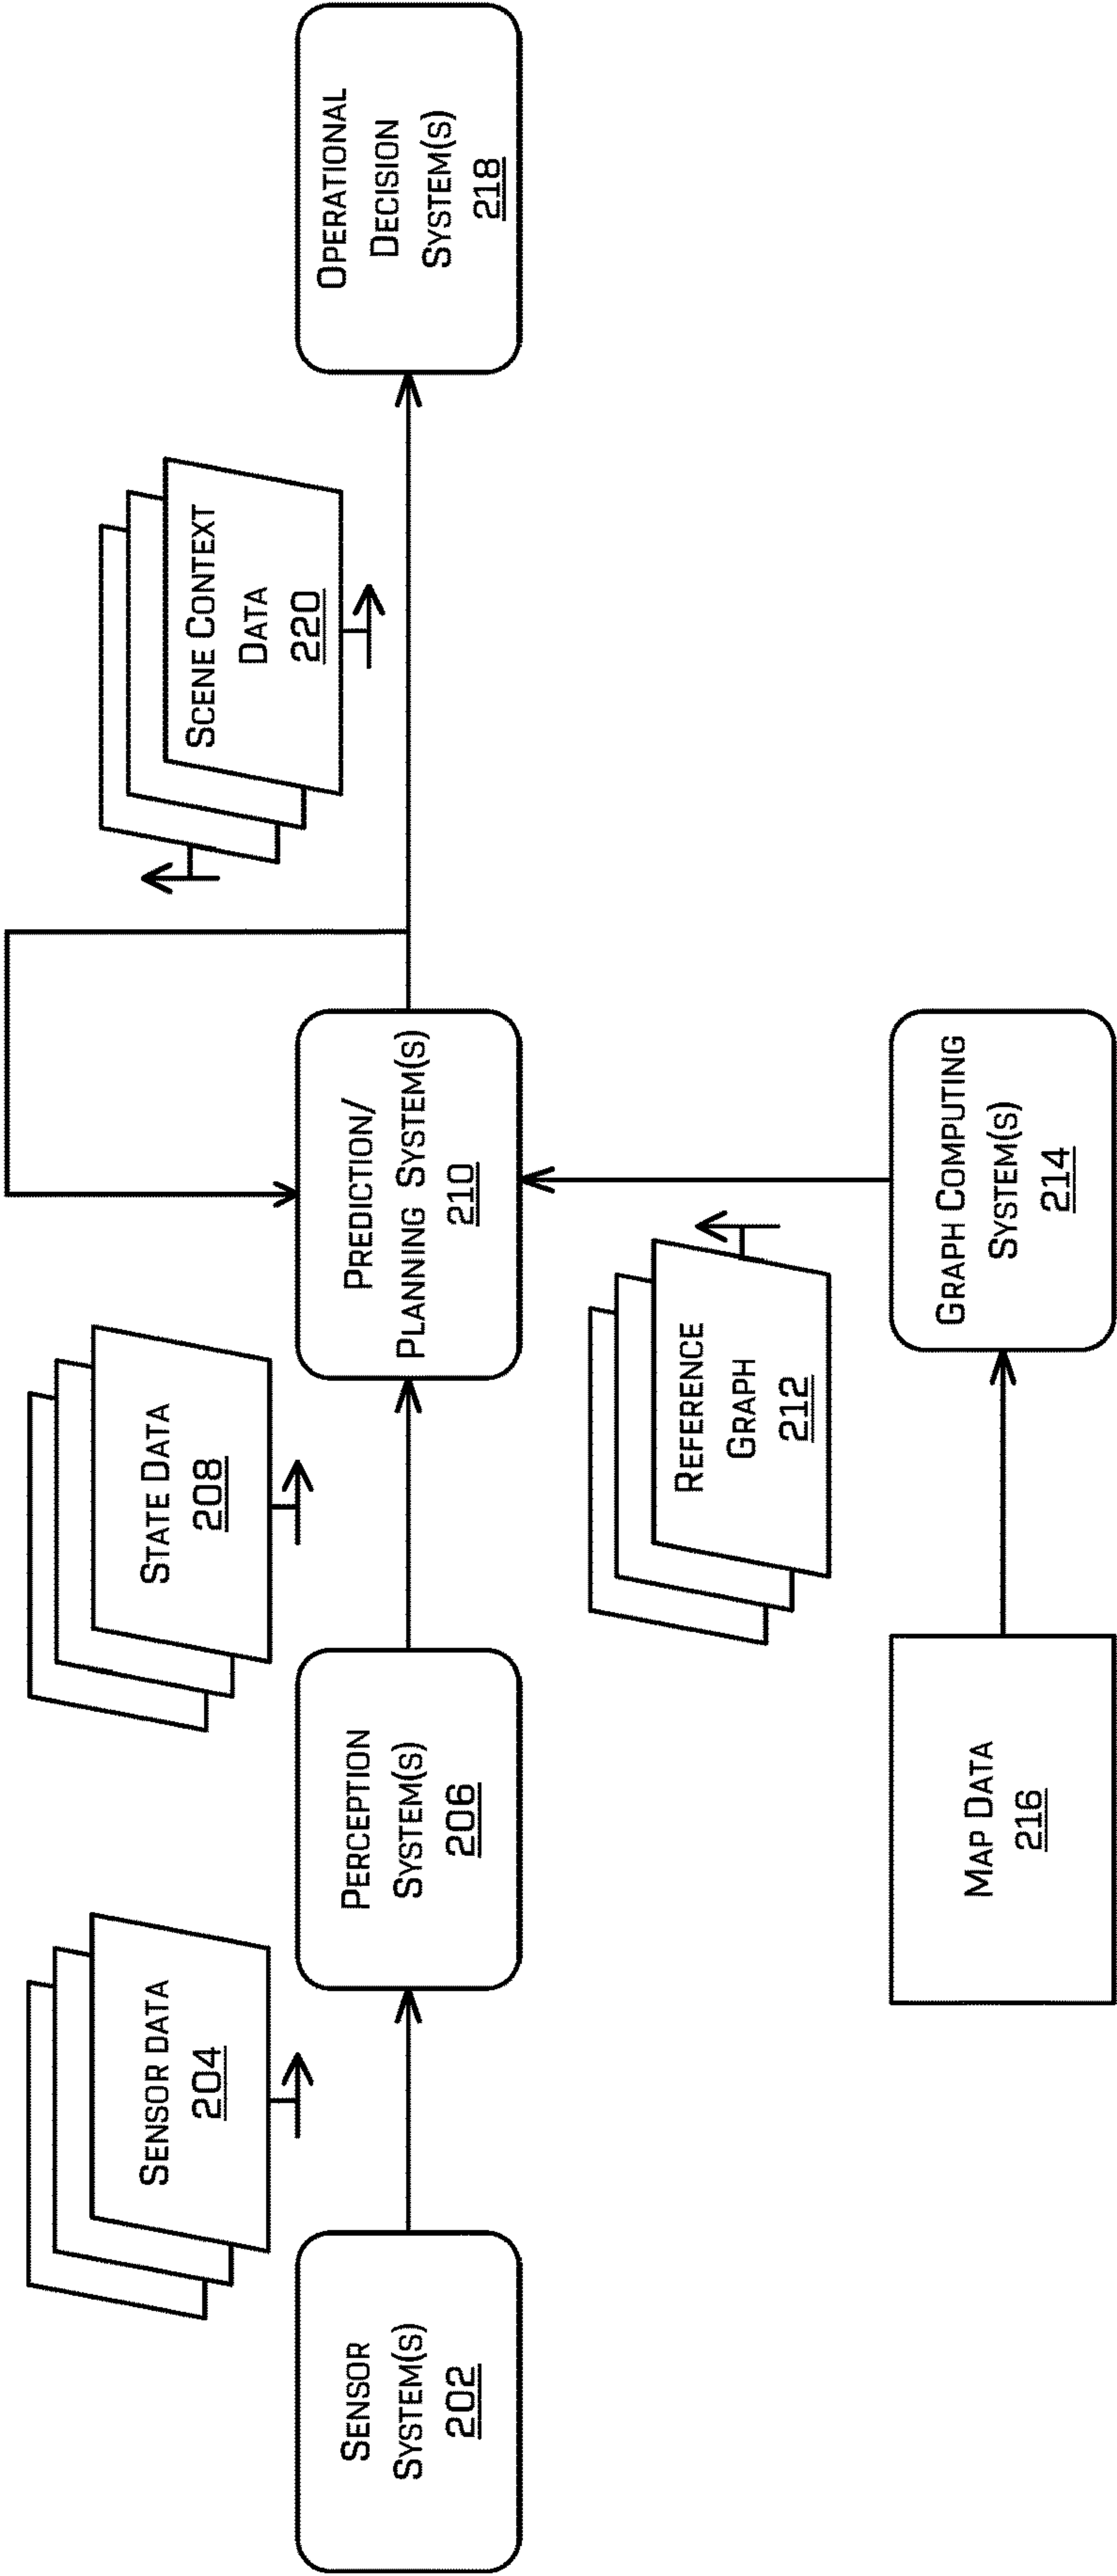 SENSOR DATA
204
STATE DATA
208
SCENE CONTEXT
DATA
220
SENSOR
SYSTEM(S)
202
PERCEPTION
SYSTEM(S)
206
PREDICTION/
PLANNING SYSTEM(S)
210
OPERATIONAL
DECISION
SYSTEM(S)
218
REFERENCE
GRAPH
212
MAP DATA
216
GRAPH COMPUTING
SYSTEM(S)
214